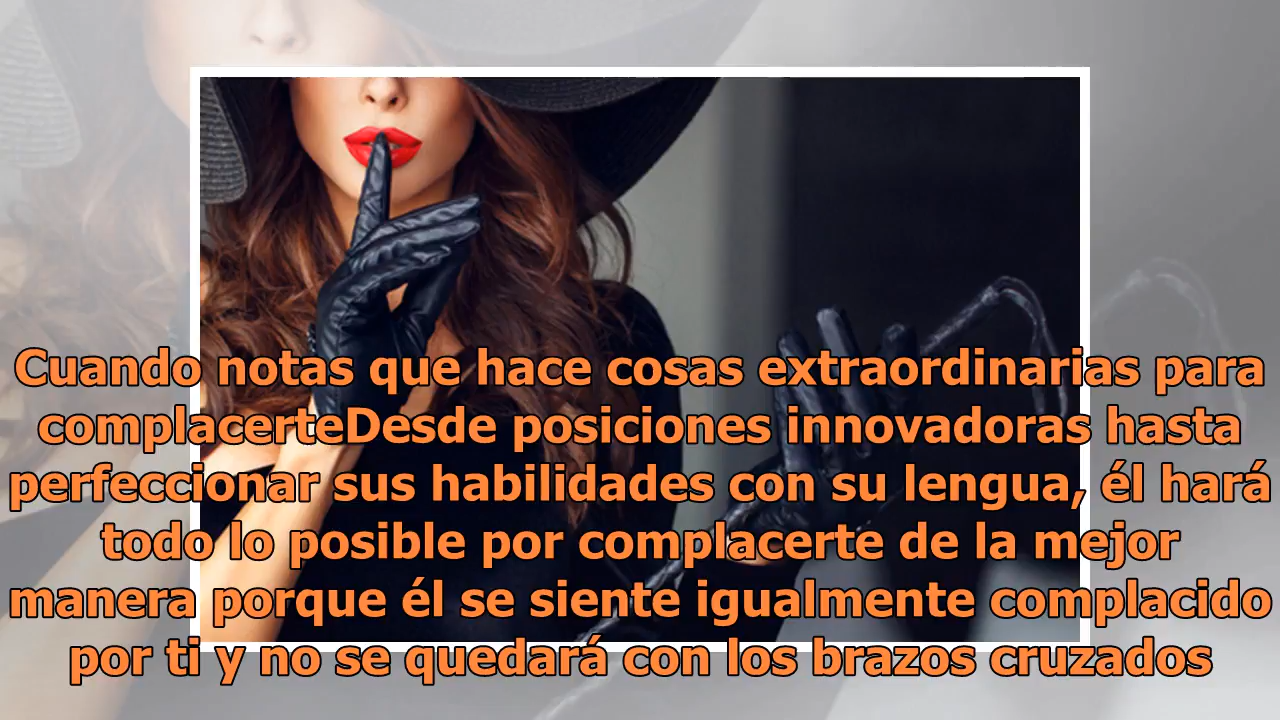 Cuando notas que hace cosas extraordinarias para
complacerteDesde posiciones innovadoras hasta
perfeccionar sus habilidades con su lengua, él hará
todo lo posible por complacerte de la mejor
manera porque él se siente igualmente complacido
por ti y no se quedará con los brazos cruzados